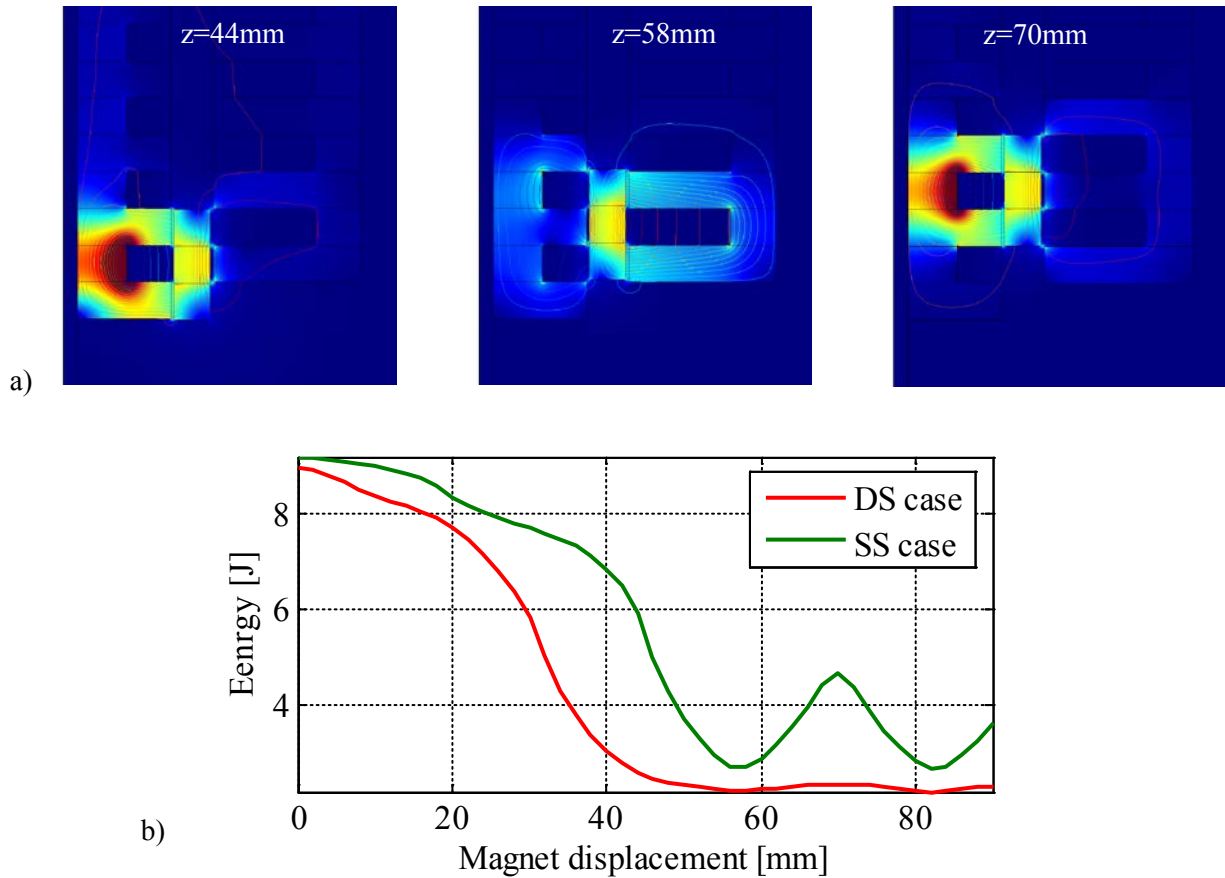 z=44mm
z=58mm
z=70mm
a)
8
6
4
Eenrgy [J]
DS case
SS case
0
20
40
60
80
Magnet displacement [mm]
b)